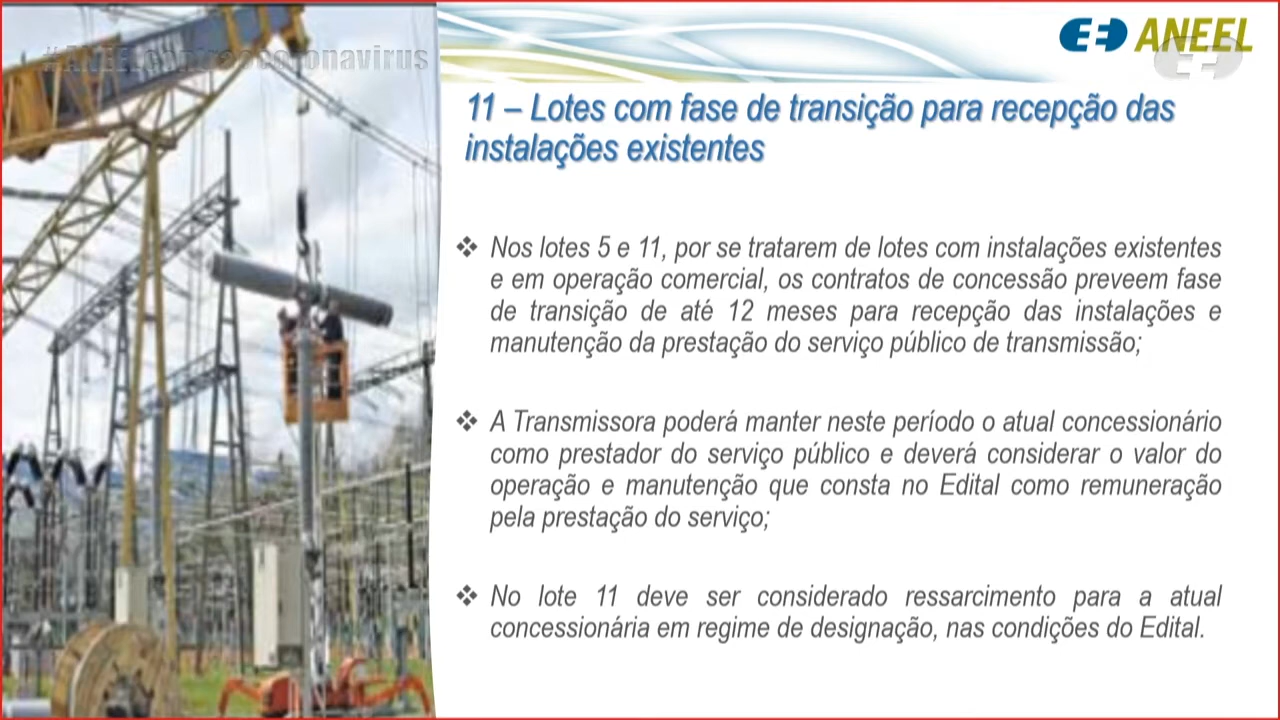 #ANEELcontraocoronavirus
ANEEL
11 – Lotes com fase de transição para recepção das
instalações existentes
❖ Nos lotes 5 e 11, por se tratarem de lotes com instalações existentes
e em operação comercial, os contratos de concessão preveem fase
de transição de até 12 meses para recepção das instalações e
manutenção da prestação do serviço público de transmissão;
❖ A Transmissora poderá manter neste período o atual concessionário
como prestador do serviço público e deverá considerar o valor do
operação e manutenção que consta no Edital como remuneração
pela prestação do serviço;
❖ No lote 11 deve ser considerado ressarcimento para a atual
concessionária em regime de designação, nas condições do Edital.